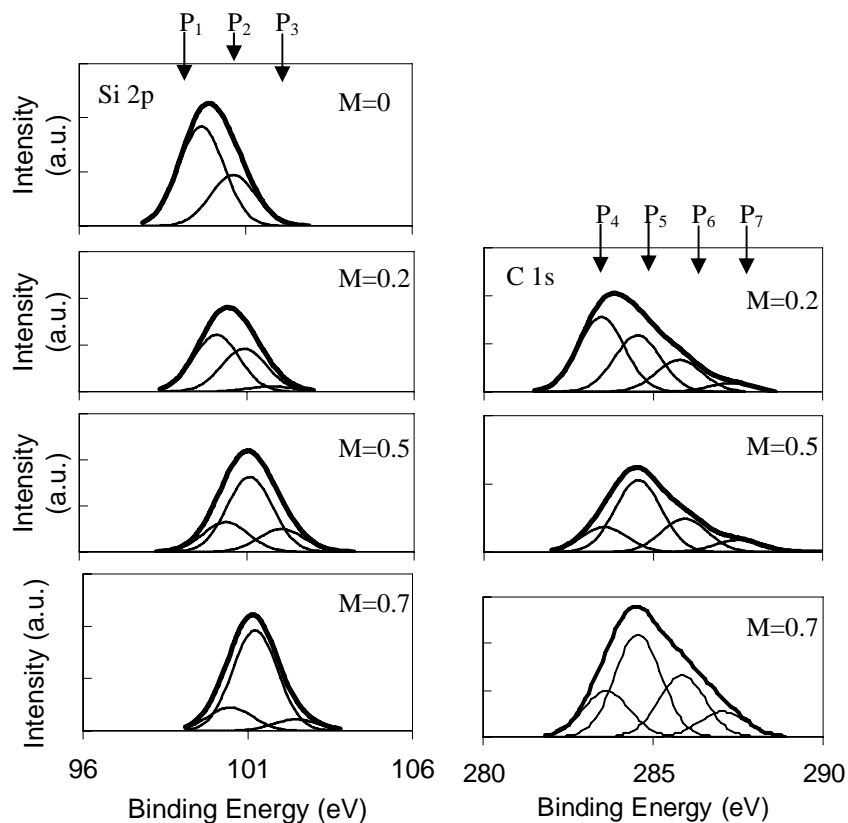 P₁ P₂ P₃
Si 2p
M=0
Intensity
(a.u.)
M=0.2
Intensity
(a.u.)
M=0.5
Intensity
(a.u.)
M=0.7
Intensity (a.u.)
96 101 106
Binding Energy (eV)
P₄ P₅ P₆ P₇
C 1s
M=0.2
M=0.5
M=0.7
280 285 290
Binding Energy (eV)